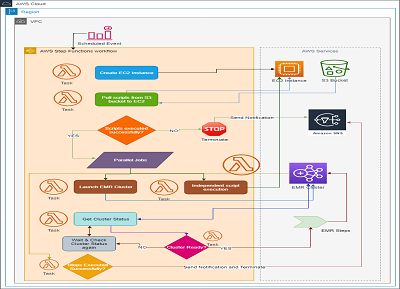 AWS Cloud
Region
VPC
Scheduled Event
AWS Step Functions workflow
AWS Services
Task
Create EC2 Instance
EC2 Instance
S3 Bucket
Task
Pull scripts from S3
bucket to EC2
Send Notification
Scripts executed
successfully?
NO
STOP
Terminate
Amazon SNS
YES
Parallel Jobs
Task
Launch EMR Cluster
Task
Independent script
execution
EMR Cluster
Task
Get Cluster Status
EMR Steps
Wait & Check
Cluster Status
again
NO
Cluster Ready?
Task
YES
Task
Steps Executed
Successfully?
Send Notification and Terminate